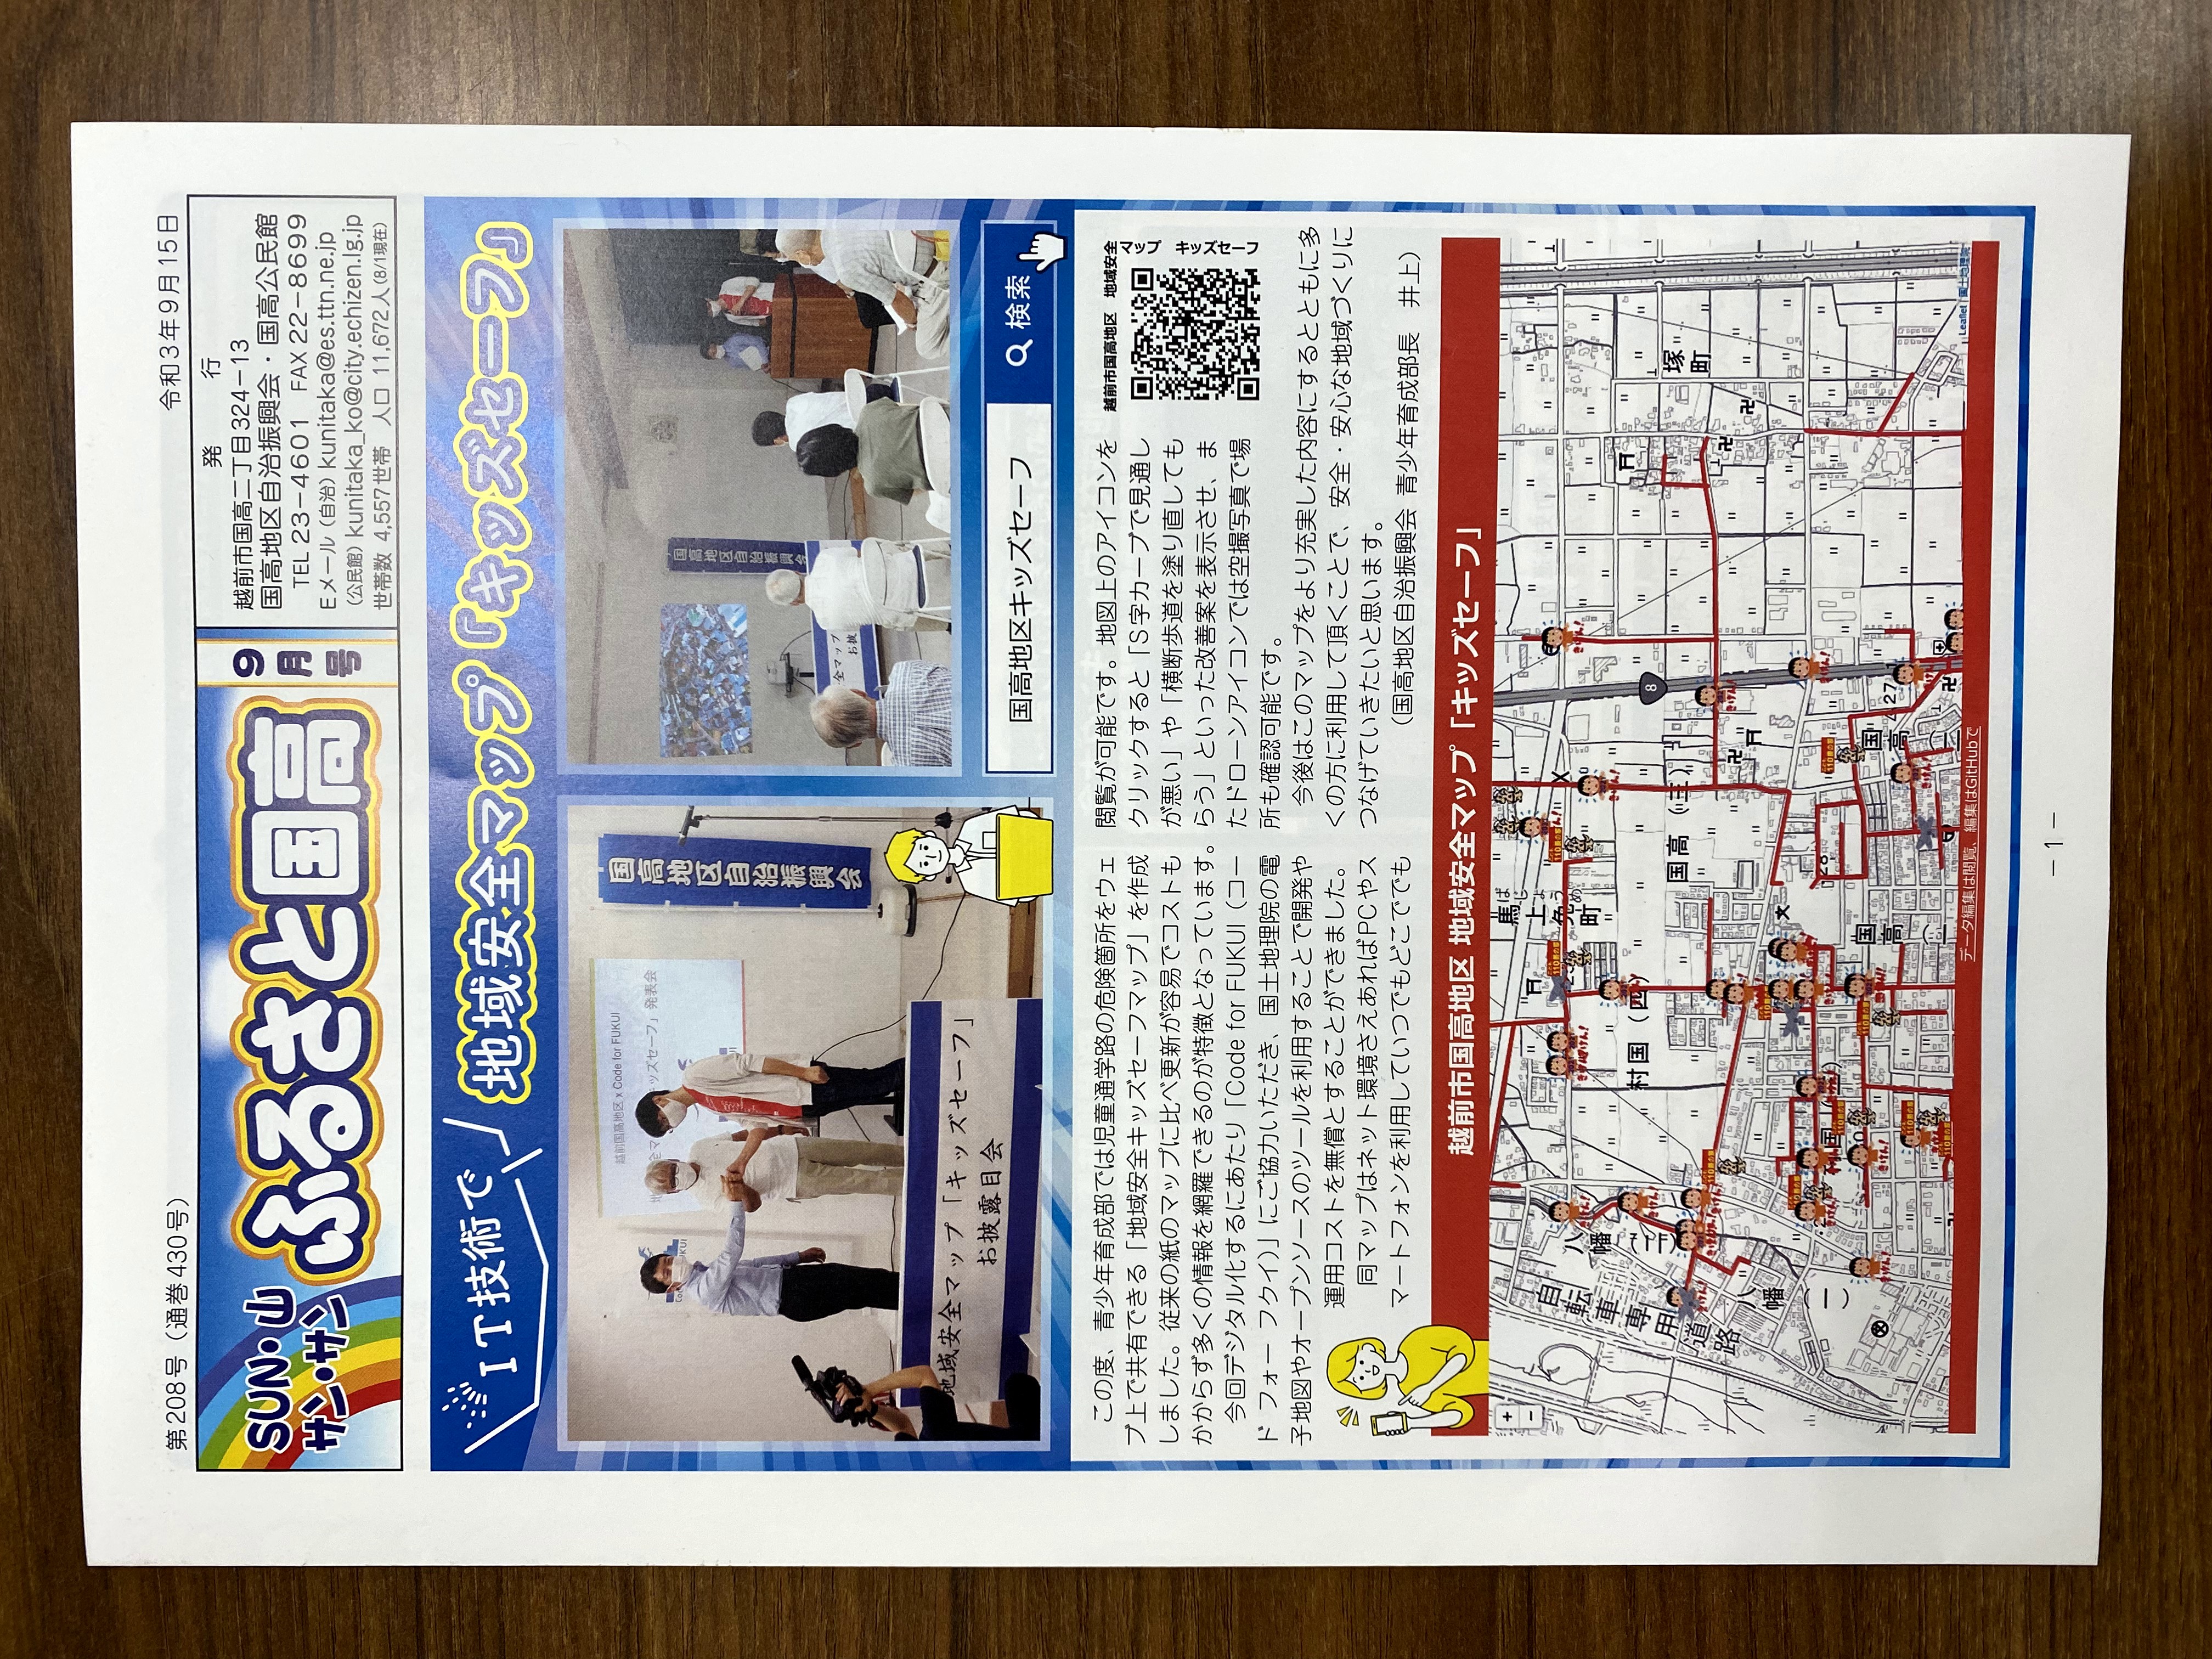 第208号（通巻430号）
令和3年9月15日
SUN・山
サン・サン
ふるさと国高
9月号
発　行
越前市国高二丁目324－13
国高地区自治振興会・国高公民館
TEL 23－4601　FAX 22－8699
Eメール（自治）kunitaka@es.ttn.ne.jp
（公民館）kunitaka_ko@city.echizen.lg.jp
世帯数 4,557世帯　人口 11,672人（8/1現在）
IT技術で
地域安全マップ『キッズセーフ』
越前国高地区 x Code for FUKUI
キッズセーフ」発表会
国高地区自治振興会
地域安全マップ「キッズセーフ」
お披露目会
国高地区自治振興会
全マップ
お披
国高地区キッズセーフ
検索
この度、青少年育成部では児童通学路の危険箇所をウェ
ブ上で共有できる「地域安全キッズセーフマップ」を作成
しました。従来の紙のマップに比べ更新が容易でコストも
かからず多くの情報を網羅できるのが特徴となっています。
今回デジタル化するにあたり「Code for FUKUI（コー
ド フォー フクイ）」にご協力いただき、国土地理院の電
子地図やオープンソースのツールを利用することで開発や
運用コストを無償とすることができました。
同マップはネット環境さえあればPCやス
マートフォンを利用していつでもどこででも
閲覧が可能です。地図上のアイコンを
クリックすると「S字カーブで見通し
が悪い」や「横断歩道を塗り直しても
らう」といった改善案を表示させ、ま
たドローンアイコンでは空撮写真で場
所も確認可能です。
今後はこのマップをより充実した内容にするとともに多
くの方に利用して頂くことで、安全・安心な地域づくりに
つなげていきたいと思います。
（国高地区自治振興会 青少年育成部長　井上）
越前市国高地区　地域安全
マップ　キッズセーフ
越前市国高地区 地域安全マップ「キッズセーフ」
+
−
自転車専用道路
八幡（二）
八幡（一）
馬上免町
ばじょうめ
村国（四）
国高（三）
8
塚町
国高（二）
国高
27
データ編集は閲覧、編集はGitHubで
Leaflet | 国土地理院
－ 1 －